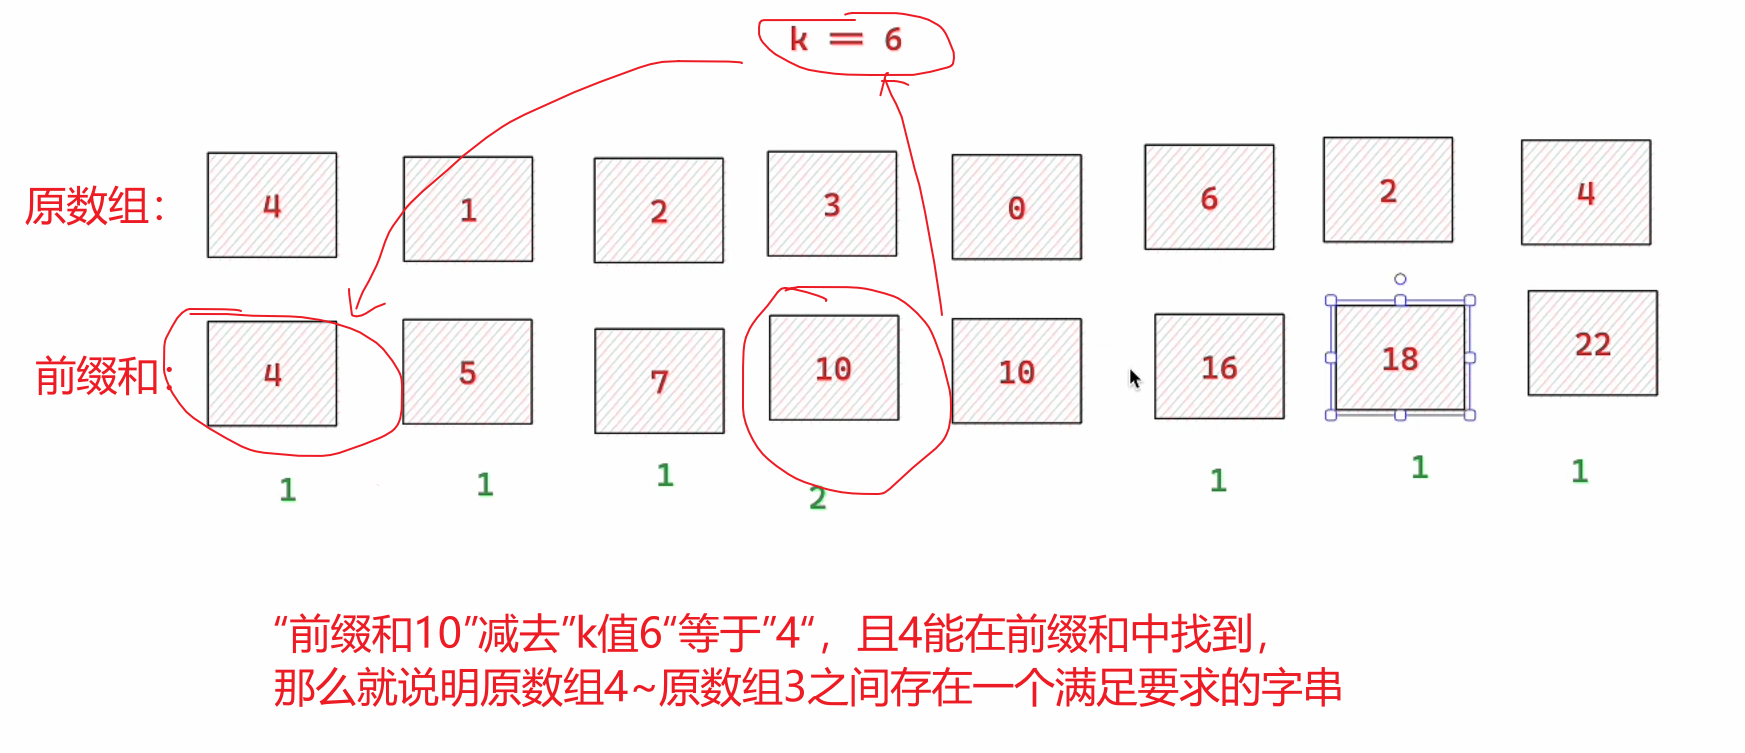 k == 6
原数组： 4 1 2 3 0 6 2 4
前缀和： 4 5 7 10 10 16 18 22
1 1 1 2 1 1 1
“前缀和10”减去”k值6“等于”4“，且4能在前缀和中找到，
那么就说明原数组4~原数组3之间存在一个满足要求的字串